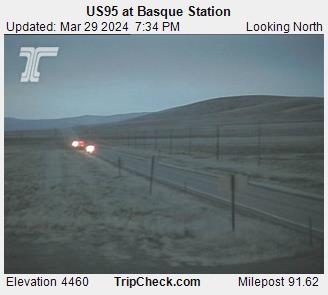 US95 at Basque Station
Updated: Mar 29 2024 7:34 PM Looking North
Elevation 4460 TripCheck.com Milepost 91.62